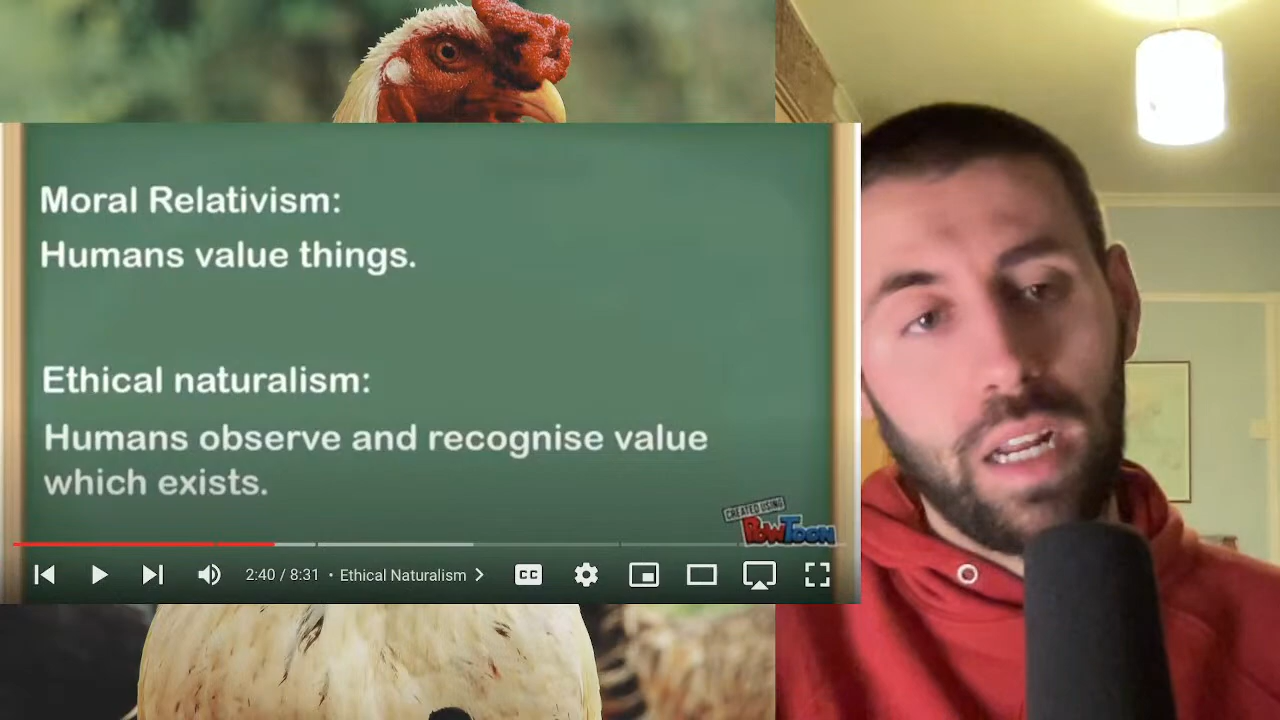 Moral Relativism:
Humans value things.
Ethical naturalism:
Humans observe and recognise value
which exists.
CREATED USING
POWTOON
2:40 / 8:31 • Ethical Naturalism
CC